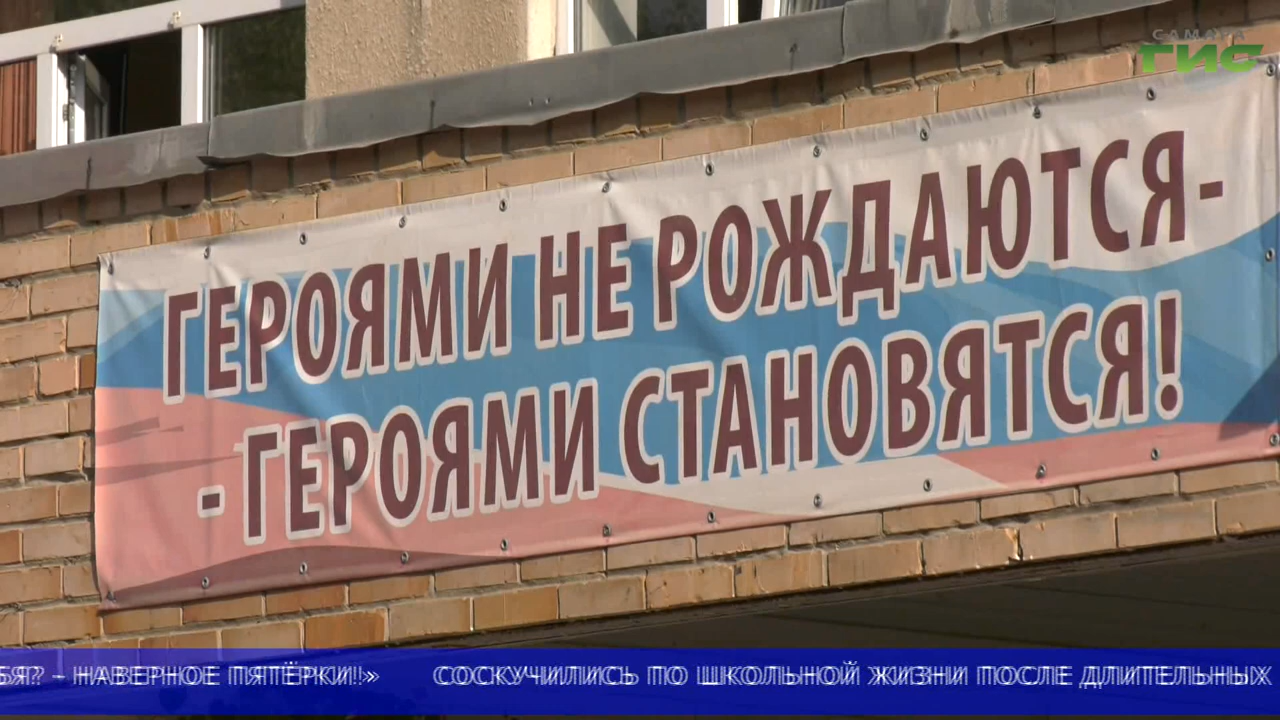 САМАРА
ГИС
ГЕРОЯМИ НЕ РОЖДАЮТСЯ-
- ГЕРОЯМИ СТАНОВЯТСЯ!
? - НАВЕРНОЕ ПЯТЁРКИ!!» СОСКУЧИЛИСЬ ПО ШКОЛЬНОЙ ЖИЗНИ ПОСЛЕ ДЛИТЕЛЬНЫХ